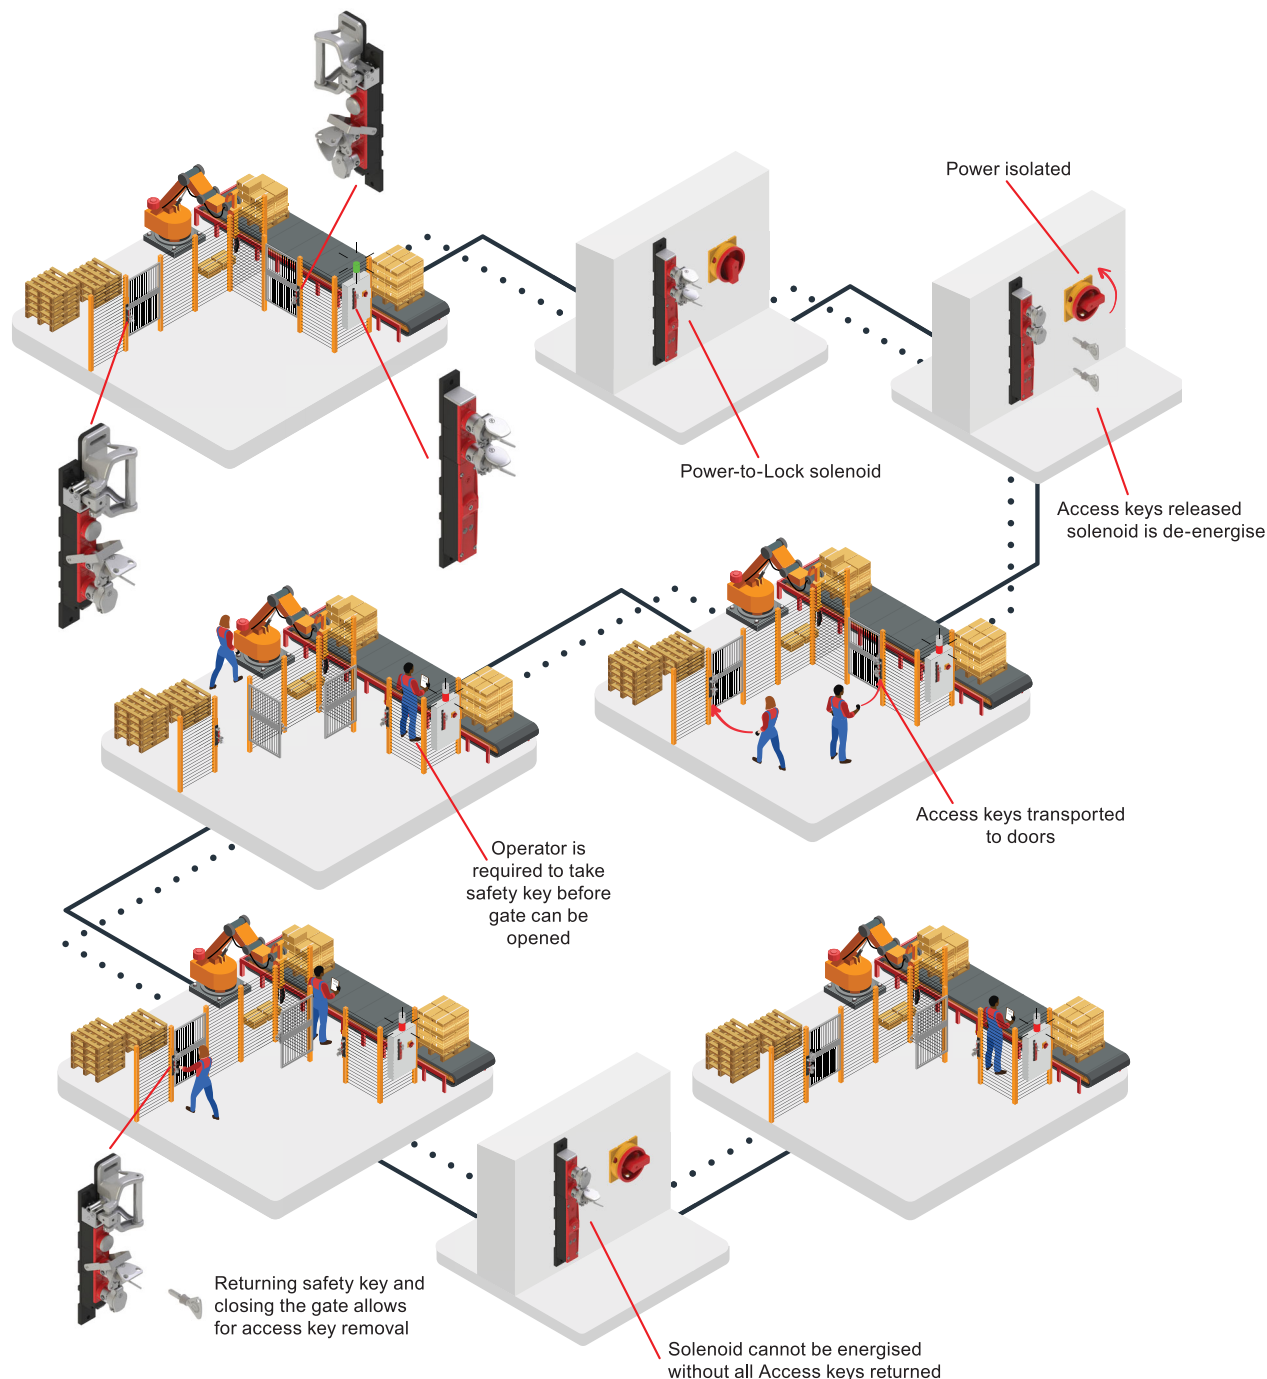 Power isolated
Power-to-Lock solenoid
Access keys released
solenoid is de-energise
Access keys transported
to doors
Operator is
required to take
safety key before
gate can be
opened
Returning safety key and
closing the gate allows
for access key removal
Solenoid cannot be energised
without all Access keys returned